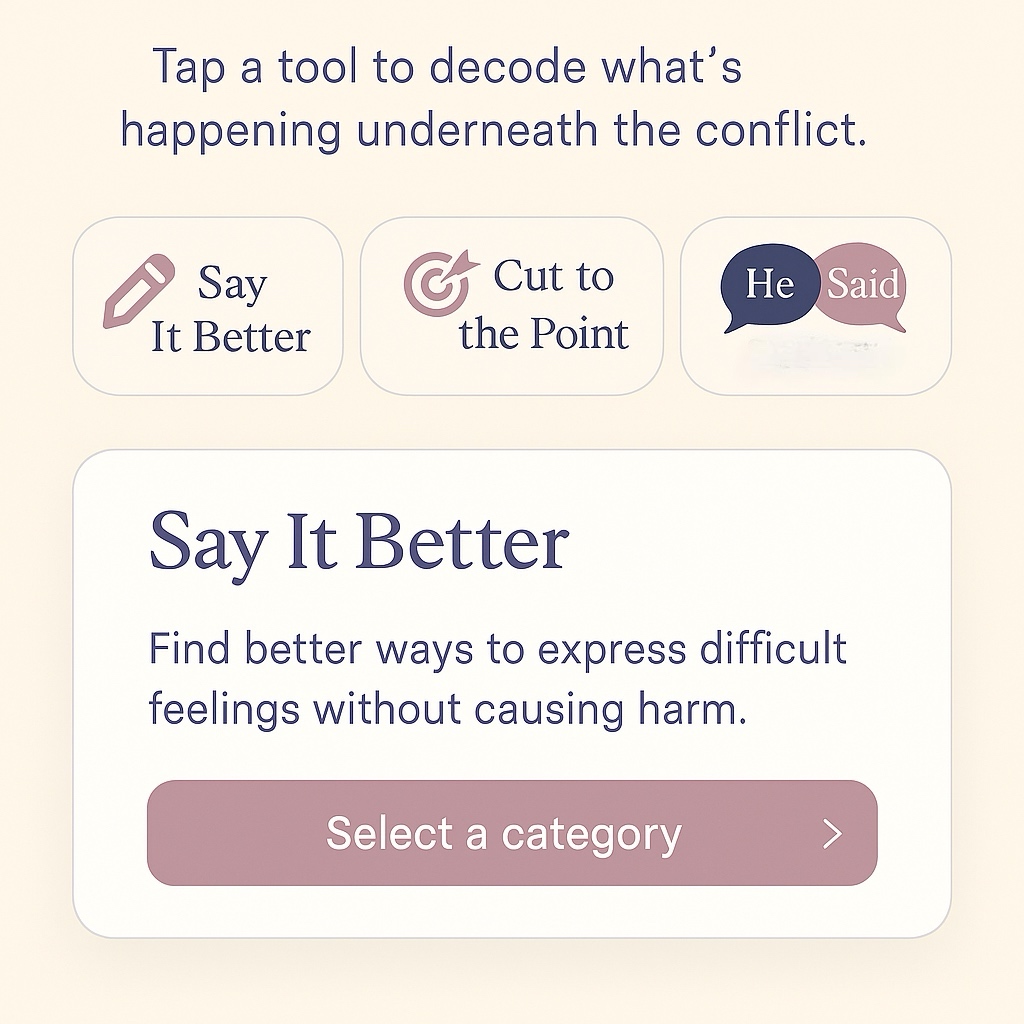 Tap a tool to decode what’s
happening underneath the conflict.
Say
It Better
Cut to
the Point
He Said
Say It Better
Find better ways to express difficult
feelings without causing harm.
Select a category